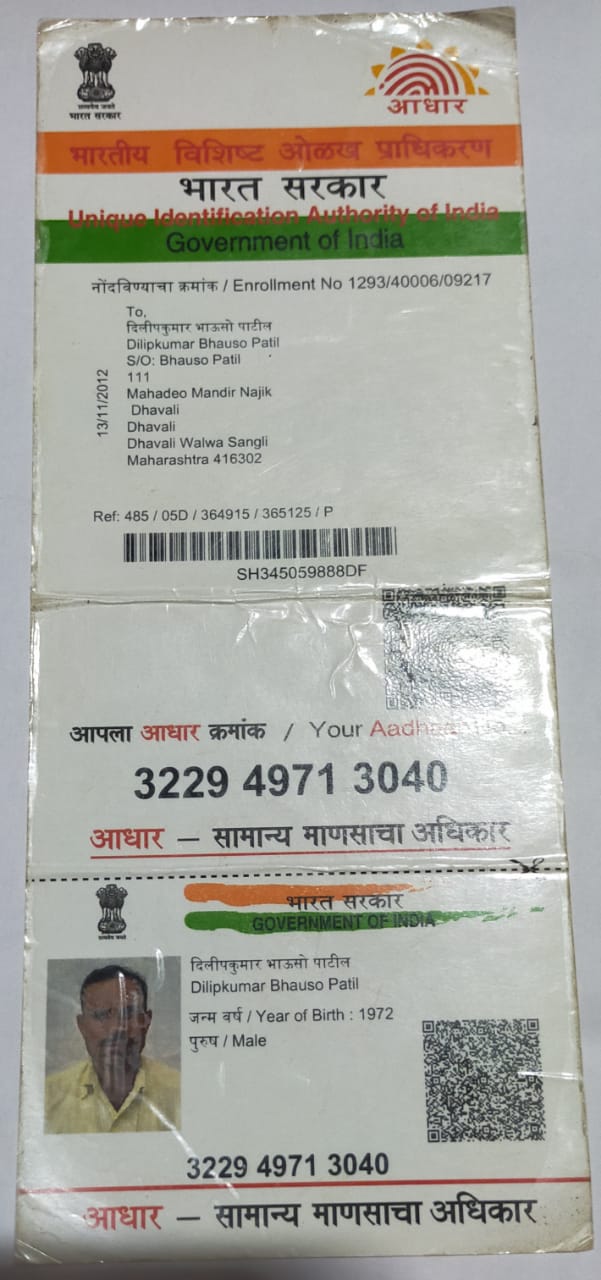 सत्यमेव जयते
भारत सरकार
आधार
भारतीय विशिष्ट ओळख प्राधिकरण
भारत सरकार
Unique Identification Authority of India
Government of India
नोंदविण्याचा क्रमांक / Enrollment No 1293/40006/09217
To,
दिलीपकुमार भाऊसो पाटील
Dilipkumar Bhauso Patil
S/O: Bhauso Patil
111
Mahadeo Mandir Najik
Dhavali
Dhavali
Dhavali Walwa Sangli
Maharashtra 416302
13/11/2012
Ref: 485 / 05D / 364915 / 365125 / P
SH345059888DF
आपला आधार क्रमांक / Your
3229 4971 3040
आधार – सामान्य माणसाचा अधिकार
भारत सरकार
GOVERNMENT OF INDIA
दिलीपकुमार भाऊसो पाटील
Dilipkumar Bhauso Patil
जन्म वर्ष / Year of Birth : 1972
पुरुष / Male
3229 4971 3040
आधार – सामान्य माणसाचा अधिकार